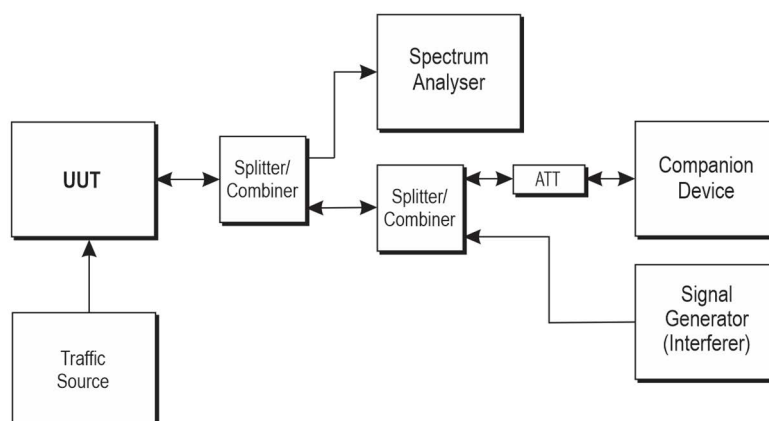 Spectrum
Analyser
UUT
Splitter/
Combiner
Splitter/
Combiner
ATT
Companion
Device
Signal
Generator
(Interferer)
Traffic
Source